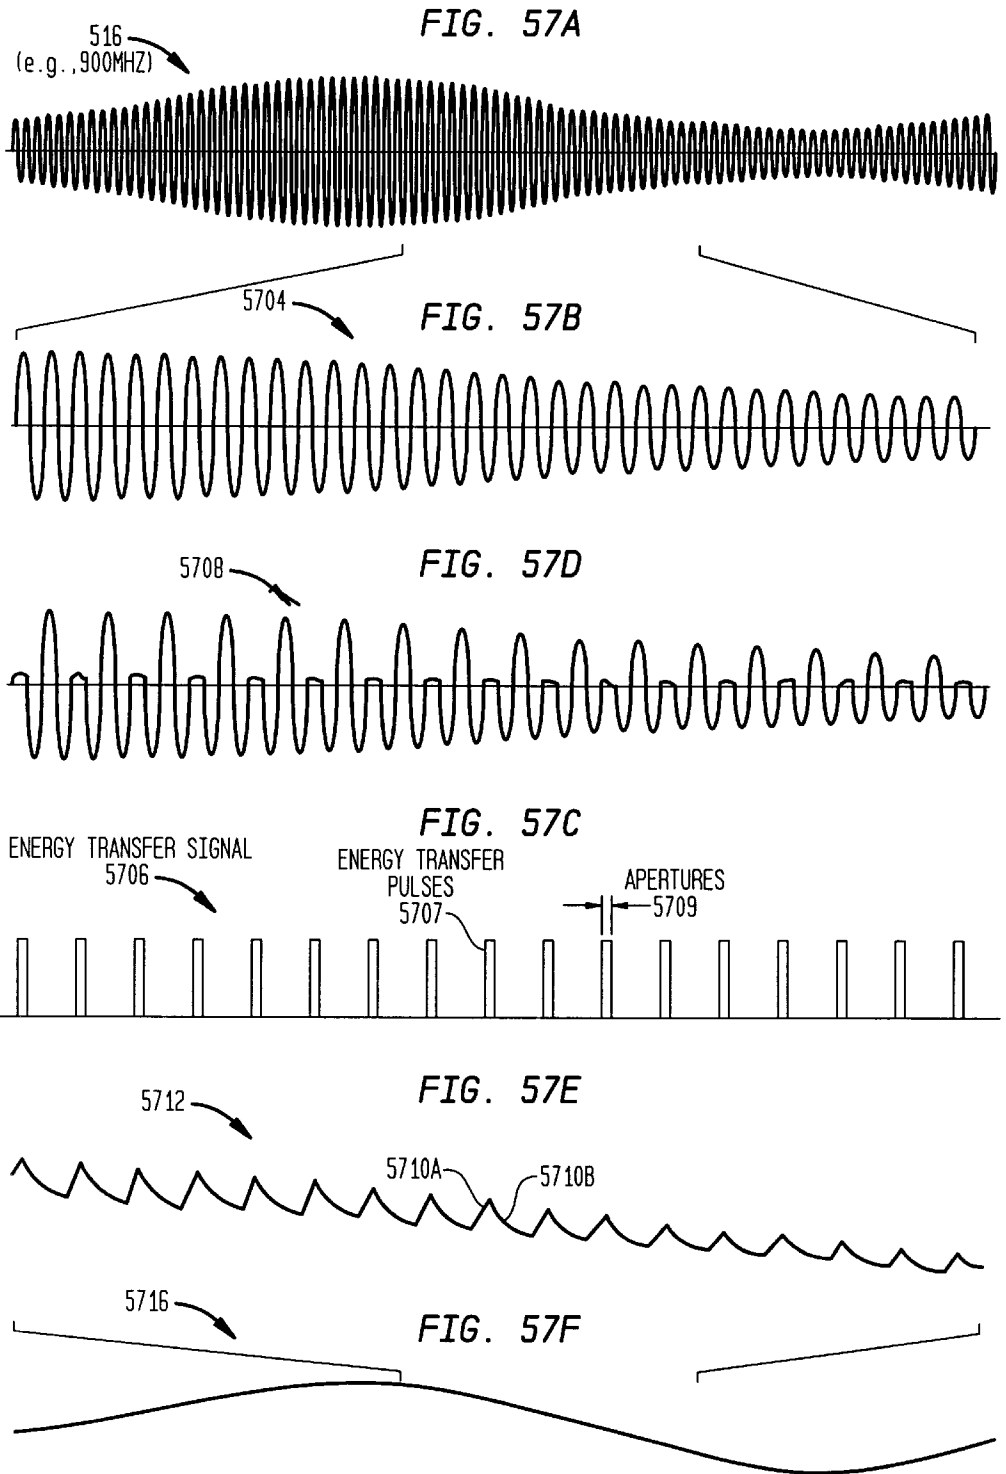 FIG. 57A
516
(e.g.,900MHZ)
5704
FIG. 57B
5708
FIG. 57D
FIG. 57C
ENERGY TRANSFER SIGNAL
5706
ENERGY TRANSFER
PULSES
5707
APERTURES
5709
FIG. 57E
5712
5710A
5710B
5716
FIG. 57F